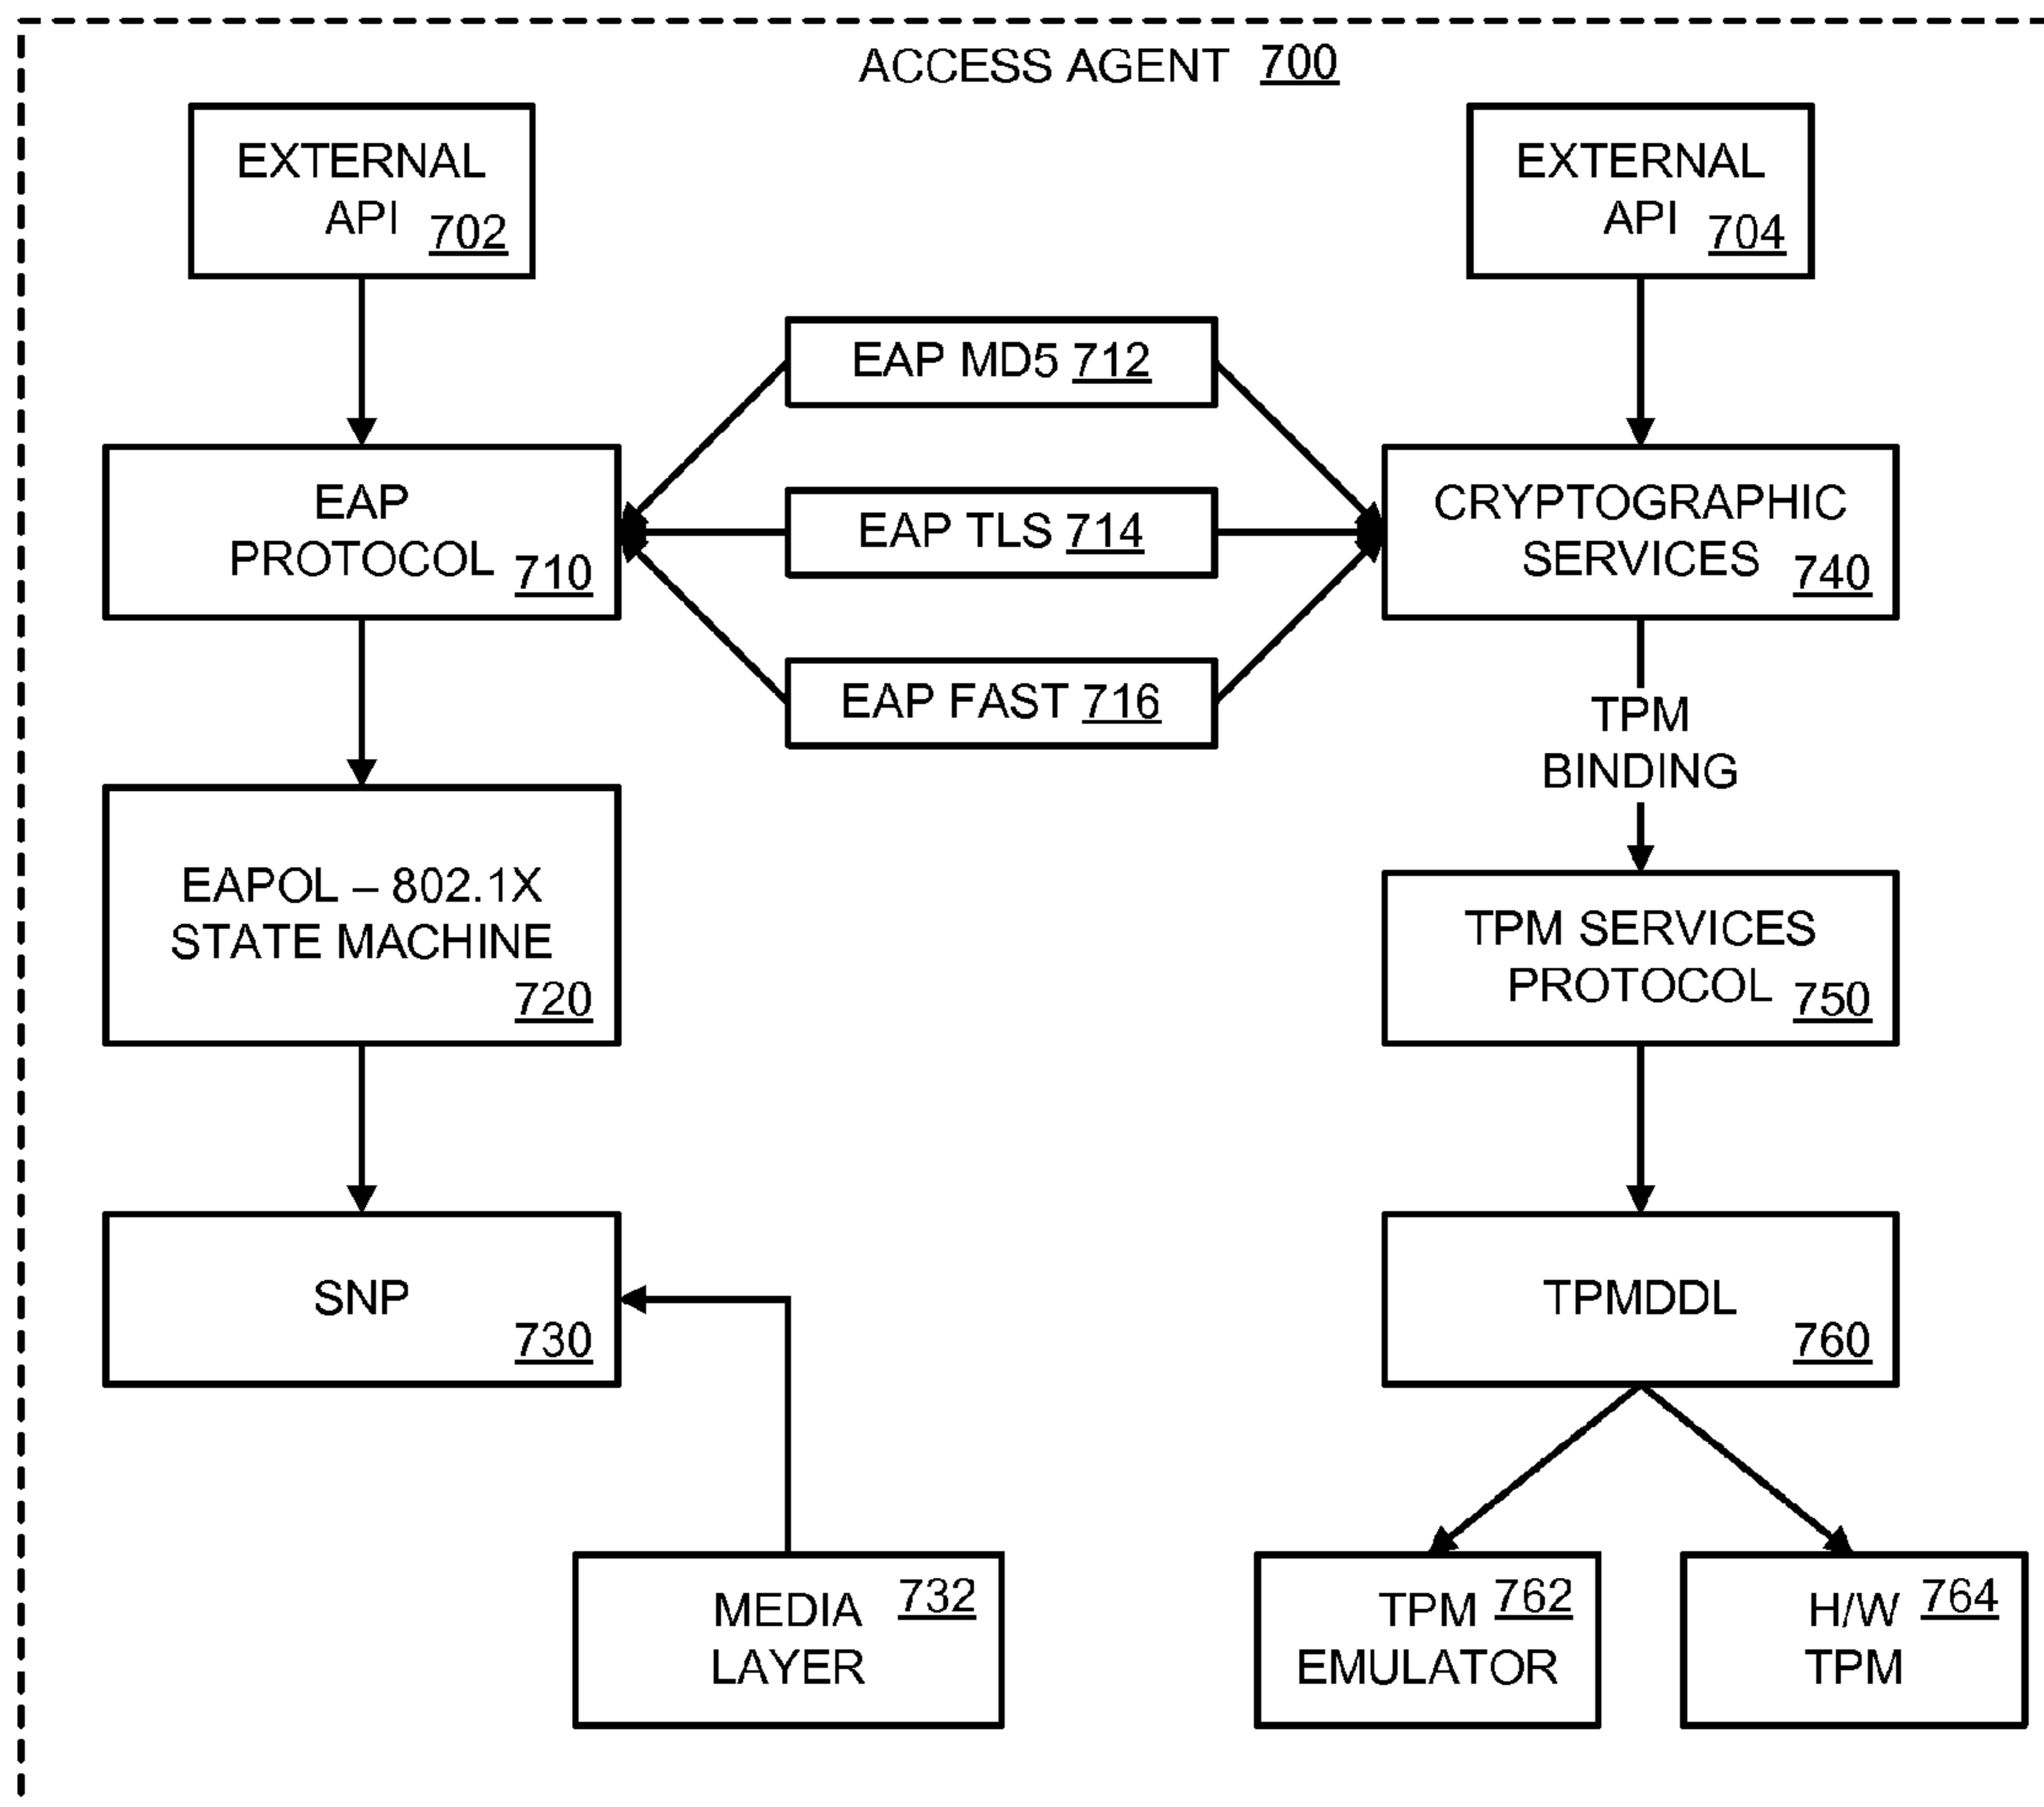 ACCESS AGENT 700
EXTERNAL
API 702
EXTERNAL
API 704
EAP MD5 712
EAP TLS 714
EAP FAST 716
EAP
PROTOCOL 710
CRYPTOGRAPHIC
SERVICES 740
TPM
BINDING
EAPOL – 802.1X
STATE MACHINE
720
TPM SERVICES
PROTOCOL 750
SNP
730
TPMDDL
760
MEDIA 732
LAYER
TPM 762
EMULATOR
H/W 764
TPM